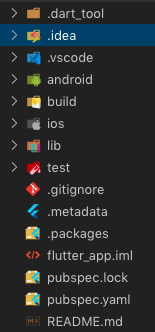 .dart_tool
.idea
.vscode
android
build
ios
lib
test
.gitignore
.metadata
.packages
flutter_app.iml
pubspec.lock
pubspec.yaml
README.md